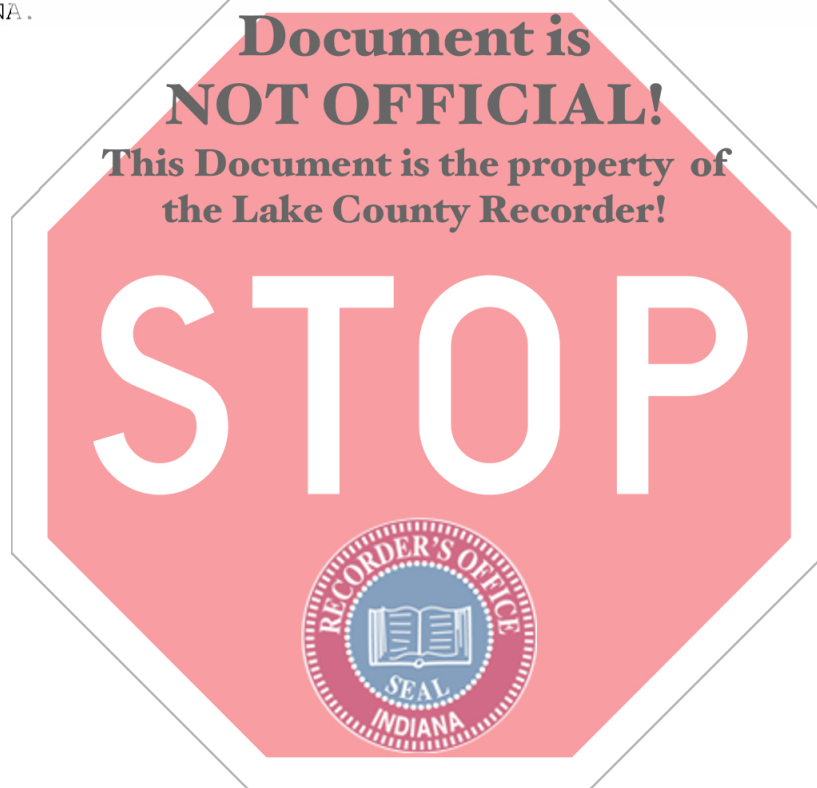 NA.
Document is
NOT OFFICIAL!
This Document is the property of
the Lake County Recorder!
STOP
RECORDER'S OFFICE
SEAL
INDIANA